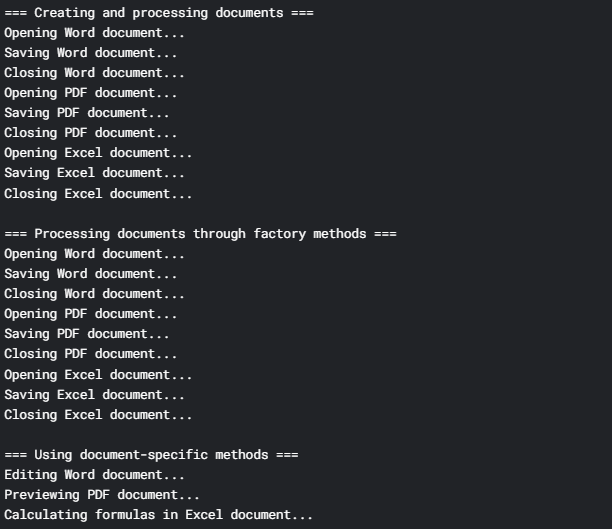 === Creating and processing documents ===
Opening Word document...
Saving Word document...
Closing Word document...
Opening PDF document...
Saving PDF document...
Closing PDF document...
Opening Excel document...
Saving Excel document...
Closing Excel document...

=== Processing documents through factory methods ===
Opening Word document...
Saving Word document...
Closing Word document...
Opening PDF document...
Saving PDF document...
Closing PDF document...
Opening Excel document...
Saving Excel document...
Closing Excel document...

=== Using document-specific methods ===
Editing Word document...
Previewing PDF document...
Calculating formulas in Excel document...